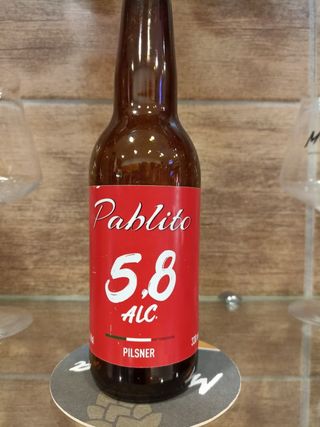 Pablito
5,8
ALC.
PILSNER